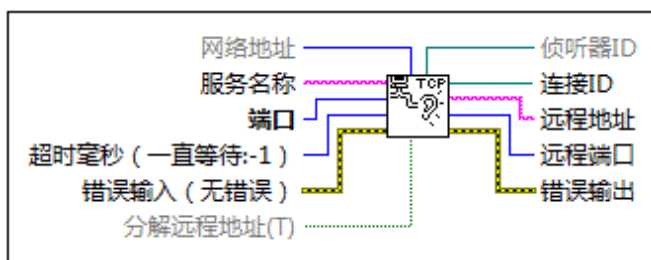 网络地址
侦听器ID
服务名称
TCP
连接ID
端口
远程地址
超时毫秒（一直等待:-1）
远程端口
错误输入（无错误）
错误输出
分解远程地址(T)